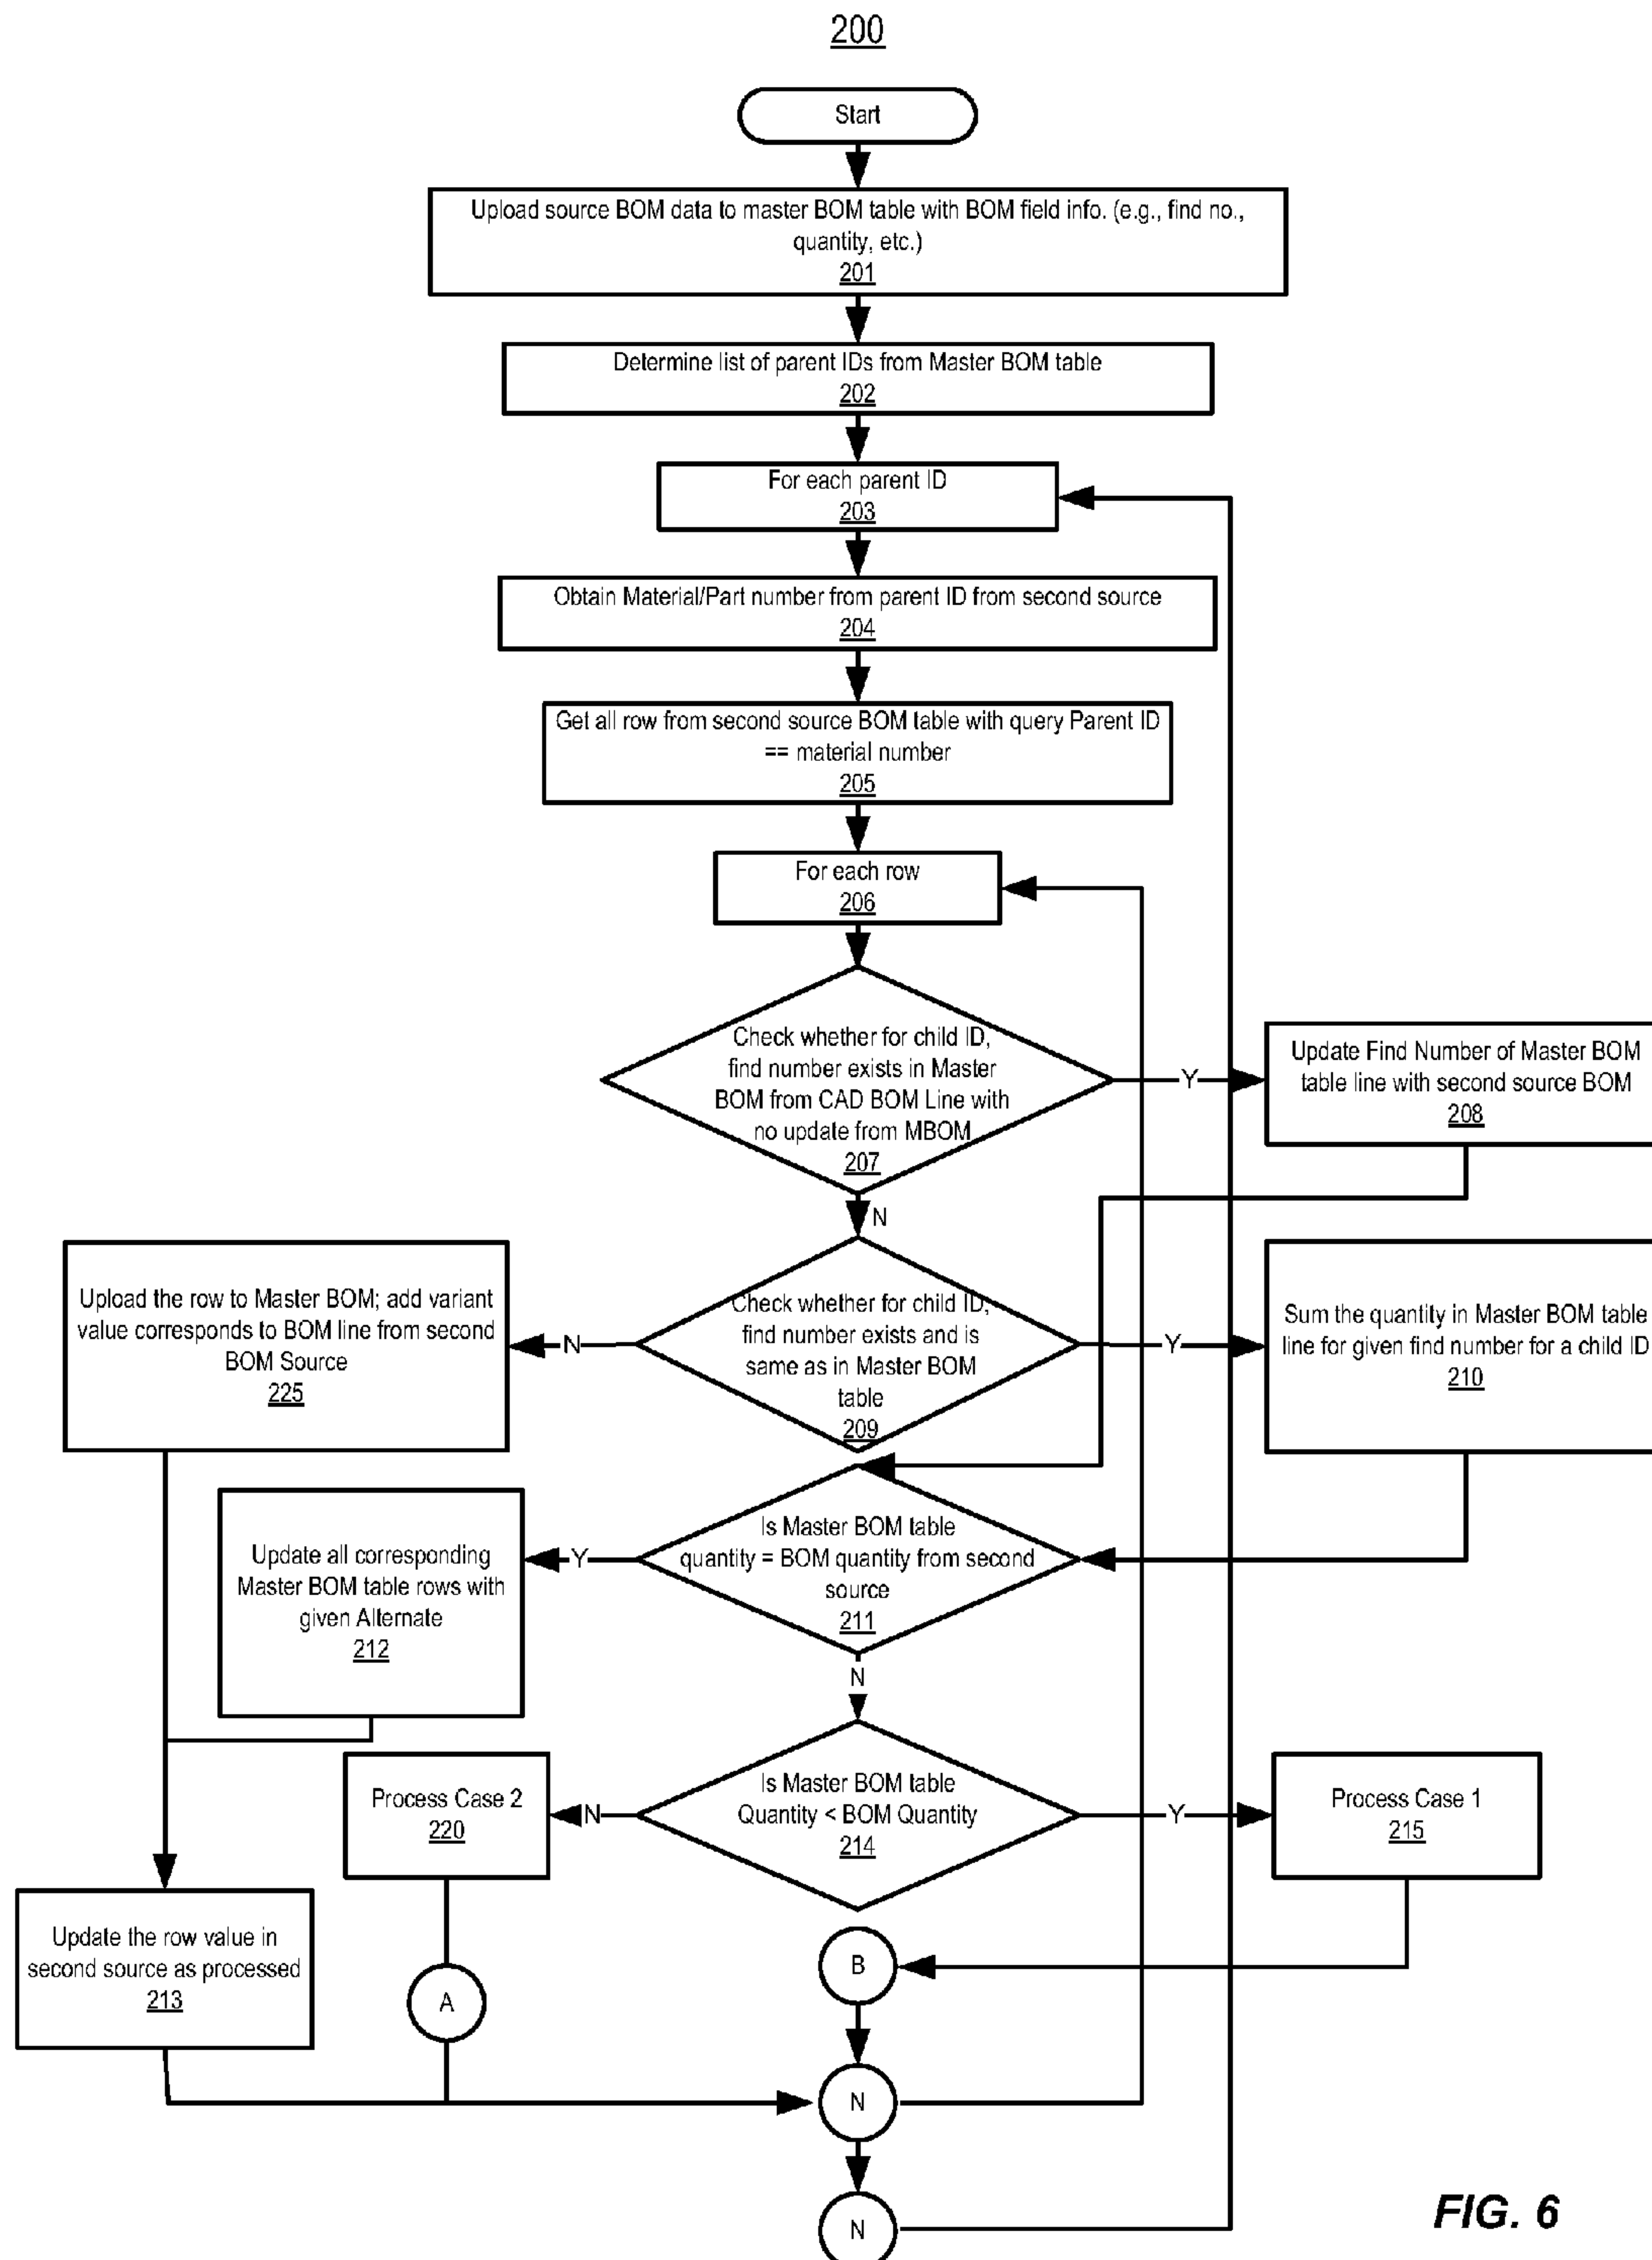 200
Start
Upload source BOM data to master BOM table with BOM field info. (e.g., find no.,
quantity, etc.)
201
Determine list of parent IDs from Master BOM table
202
For each parent ID
203
Obtain Material/Part number from parent ID from second source
204
Get all row from second source BOM table with query Parent ID
== material number
205
For each row
206
Check whether for child ID,
find number exists in Master
BOM from CAD BOM Line with
no update from MBOM
207
Y
Update Find Number of Master BOM
table line with second source BOM
208
N
Upload the row to Master BOM; add variant
value corresponds to BOM line from second
BOM Source
225
N
Check whether for child ID,
find number exists and is
same as in Master BOM
table
209
Y
Sum the quantity in Master BOM table
line for given find number for a child ID
210
Update all corresponding
Master BOM table rows with
given Alternate
212
Y
Is Master BOM table
quantity = BOM quantity from second
source
211
N
Process Case 2
220
N
Is Master BOM table
Quantity < BOM Quantity
214
Y
Process Case 1
215
Update the row value in
second source as processed
213
A
B
N
N
FIG. 6